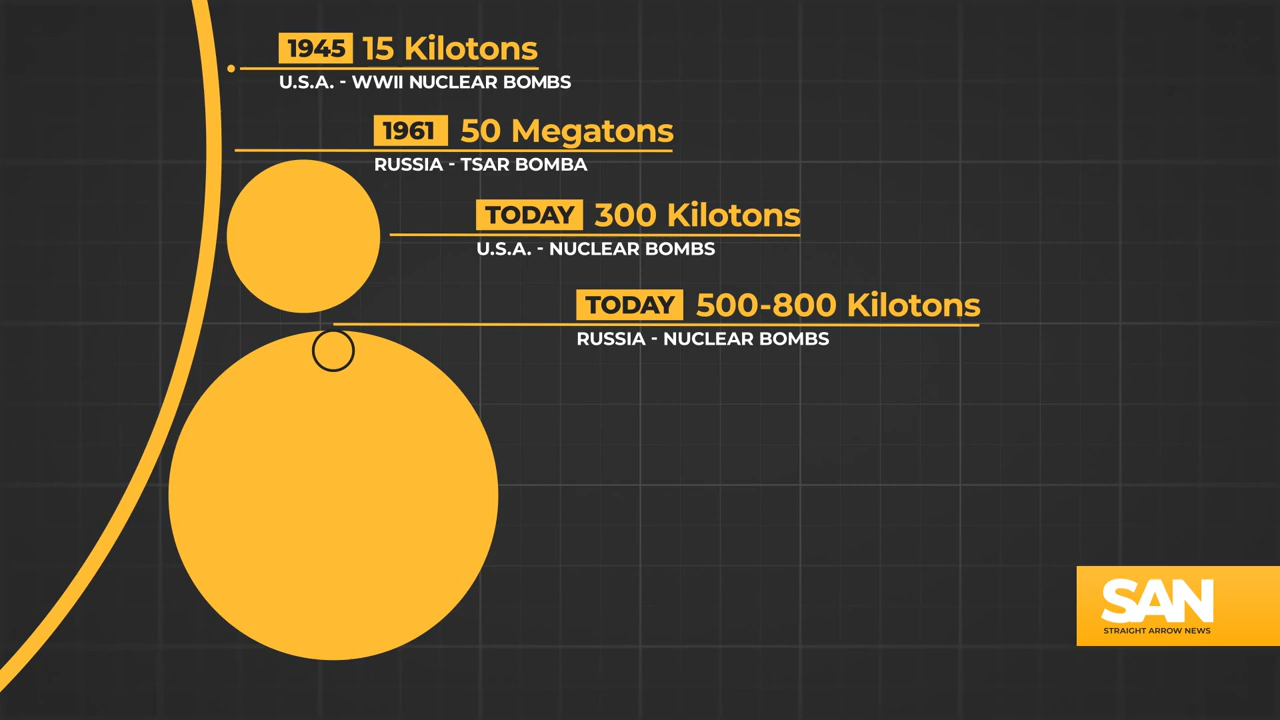 1945 15 Kilotons
U.S.A. - WWII NUCLEAR BOMBS
1961 50 Megatons
RUSSIA - TSAR BOMBA
TODAY 300 Kilotons
U.S.A. - NUCLEAR BOMBS
TODAY 500-800 Kilotons
RUSSIA - NUCLEAR BOMBS
SAN
STRAIGHT ARROW NEWS